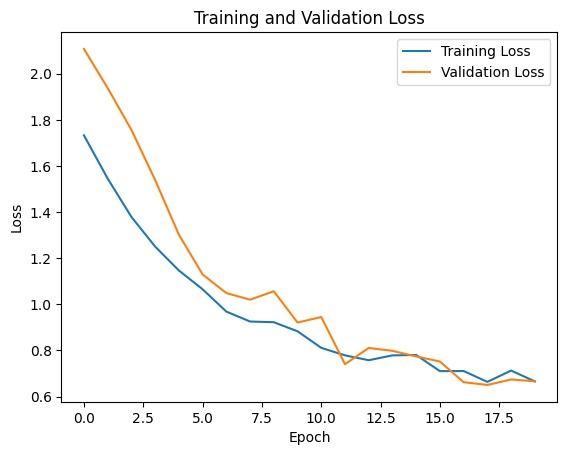 Training and Validation Loss
Training Loss
Validation Loss
2.0
1.8
1.6
1.4
1.2
1.0
0.8
0.6
Loss
0.0 2.5 5.0 7.5 10.0 12.5 15.0 17.5
Epoch